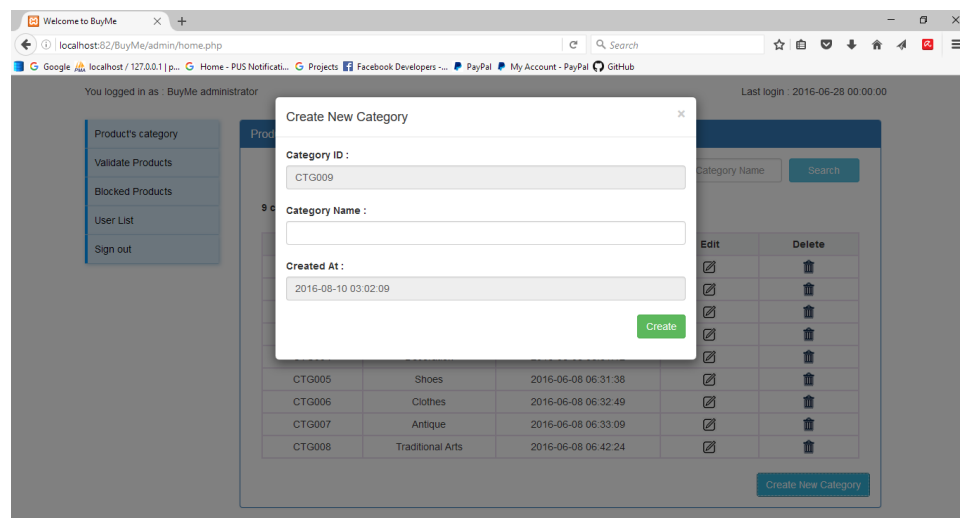 Welcome to BuyMe
localhost:82/BuyMe/admin/home.php
Search
Google
localhost / 127.0.0.1 | p...
Home - PUS Notificati...
Projects
Facebook Developers -...
PayPal
My Account - PayPal
GitHub
You logged in as : BuyMe administrator
Last login : 2016-06-28 00:00:00
Product's category
Validate Products
Blocked Products
User List
Sign out
Prod
Category Name
Search
9 c
Create New Category ×
Category ID :
CTG009
Category Name :
Created At :
2016-08-10 03:02:09
Create
Edit Delete
CTG005 Shoes 2016-06-08 06:31:38
CTG006 Clothes 2016-06-08 06:32:49
CTG007 Antique 2016-06-08 06:33:09
CTG008 Traditional Arts 2016-06-08 06:42:24
Create New Category